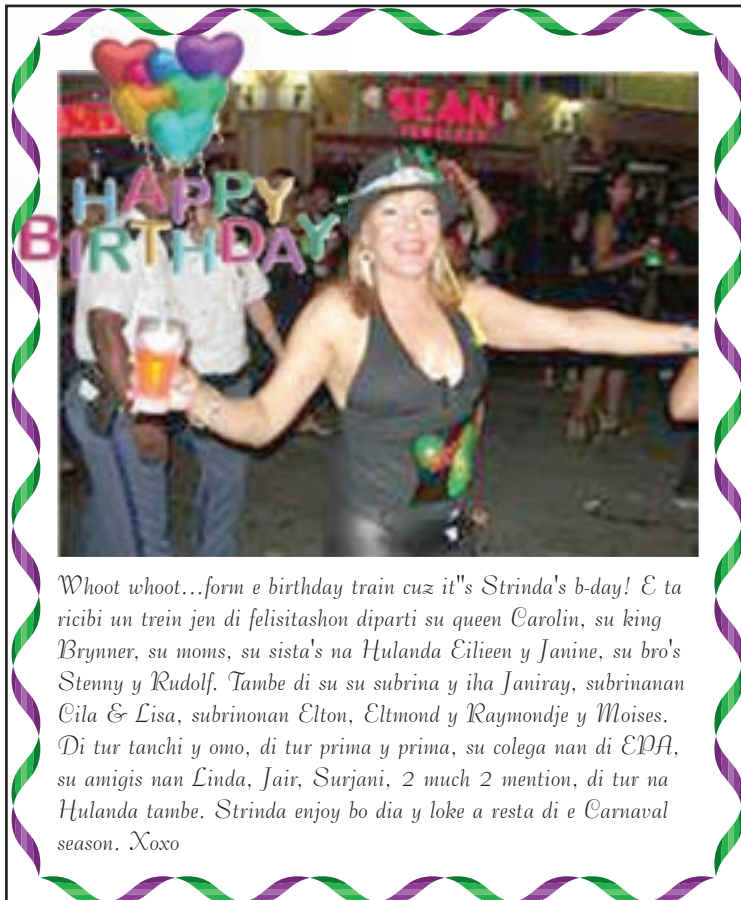 SEAN
HAPPY
BIRTHDAY
Whoot whoot...form e birthday train cuz it"s Strinda's b-day! E ta
ricibi un trein jen di felisitashon diparti su queen Carolin, su king
Brynner, su moms, su sista's na Hulanda Eilieen y Janine, su bro's
Stenny y Rudolf. Tambe di su su subrina y iha Janiray, subrinanan
Cila & Lisa, subrinonan Elton, Eltmond y Raymondje y Moises.
Di tur tanchi y omo, di tur prima y prima, su colega nan di EPA,
su amigis nan Linda, Jair, Surjani, 2 much 2 mention, di tur na
Hulanda tambe. Strinda enjoy bo dia y loke a resta di e Carnaval
season. Xoxo